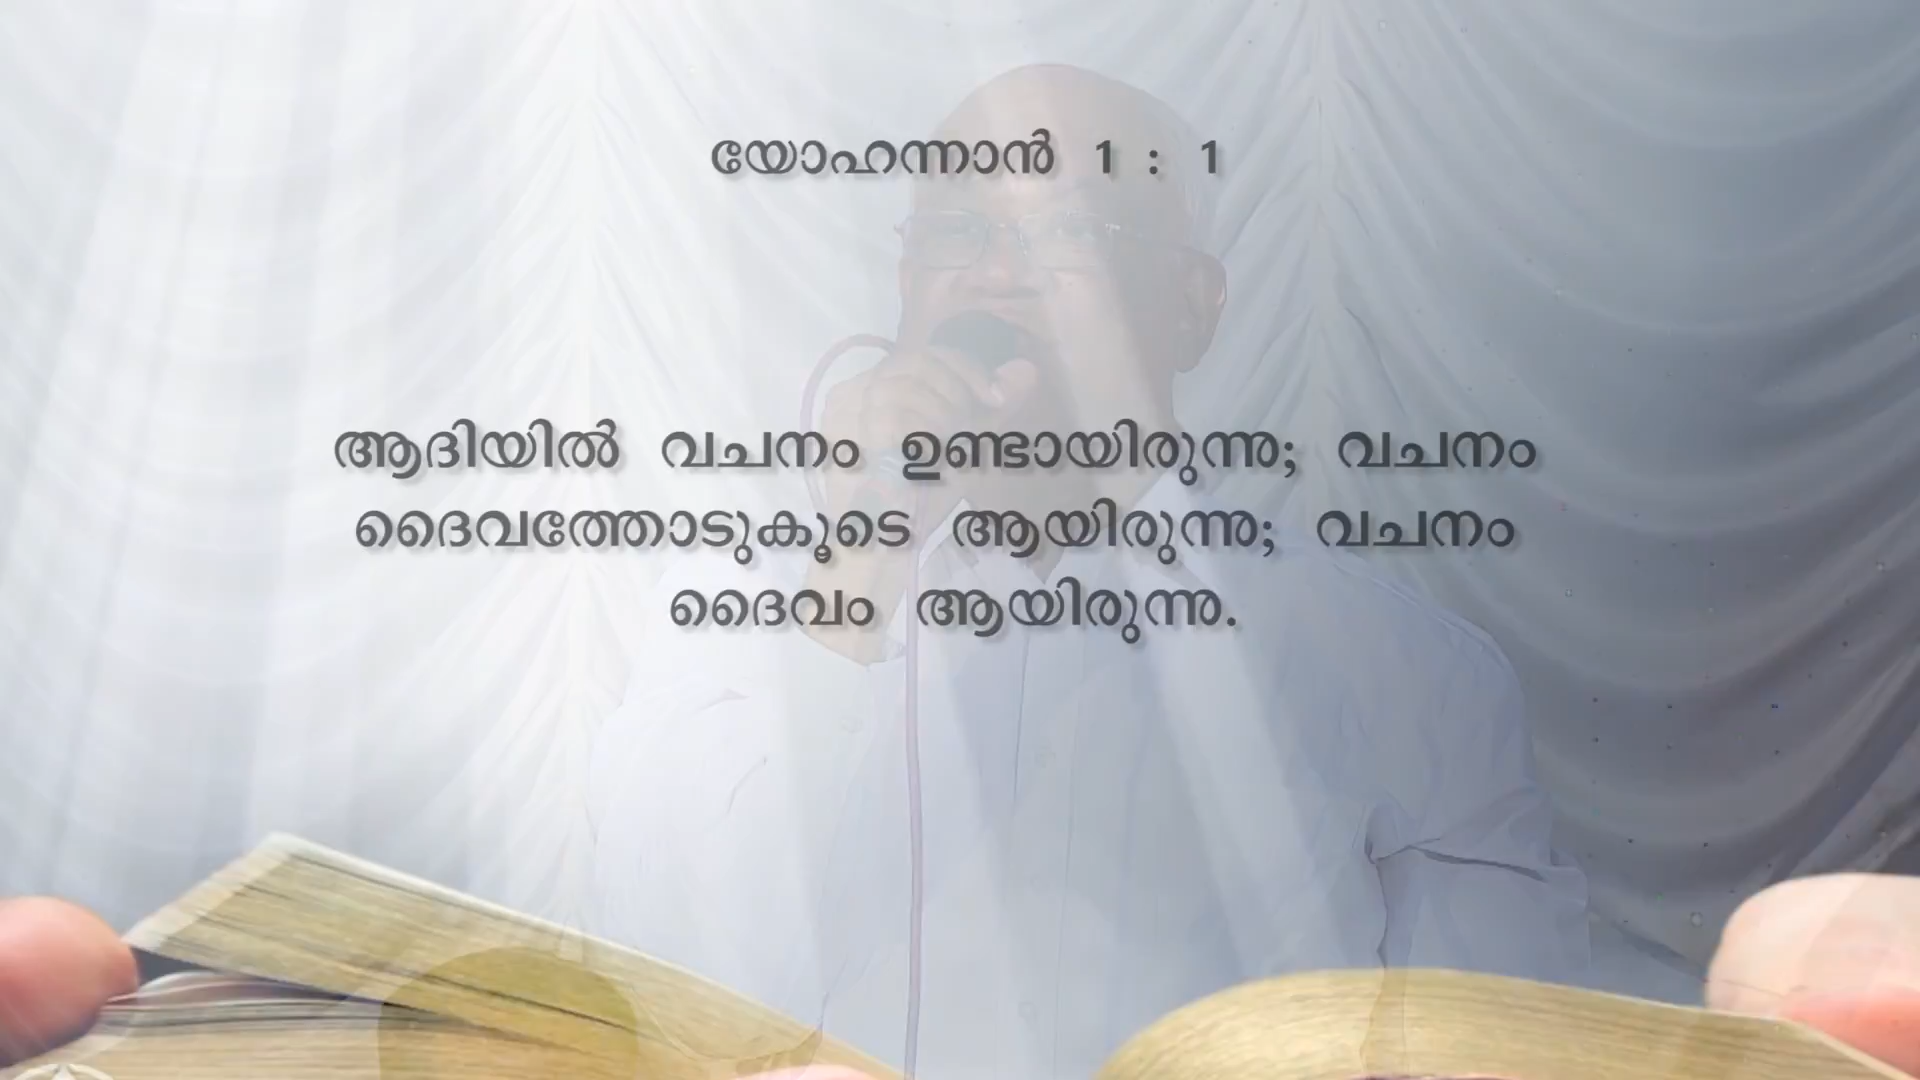 യോഹന്നാൻ 1 : 1
ആദിയിൽ വചനം ഉണ്ടായിരുന്നു; വചനം
ദൈവത്തോടുകൂടെ ആയിരുന്നു; വചനം
ദൈവം ആയിരുന്നു.